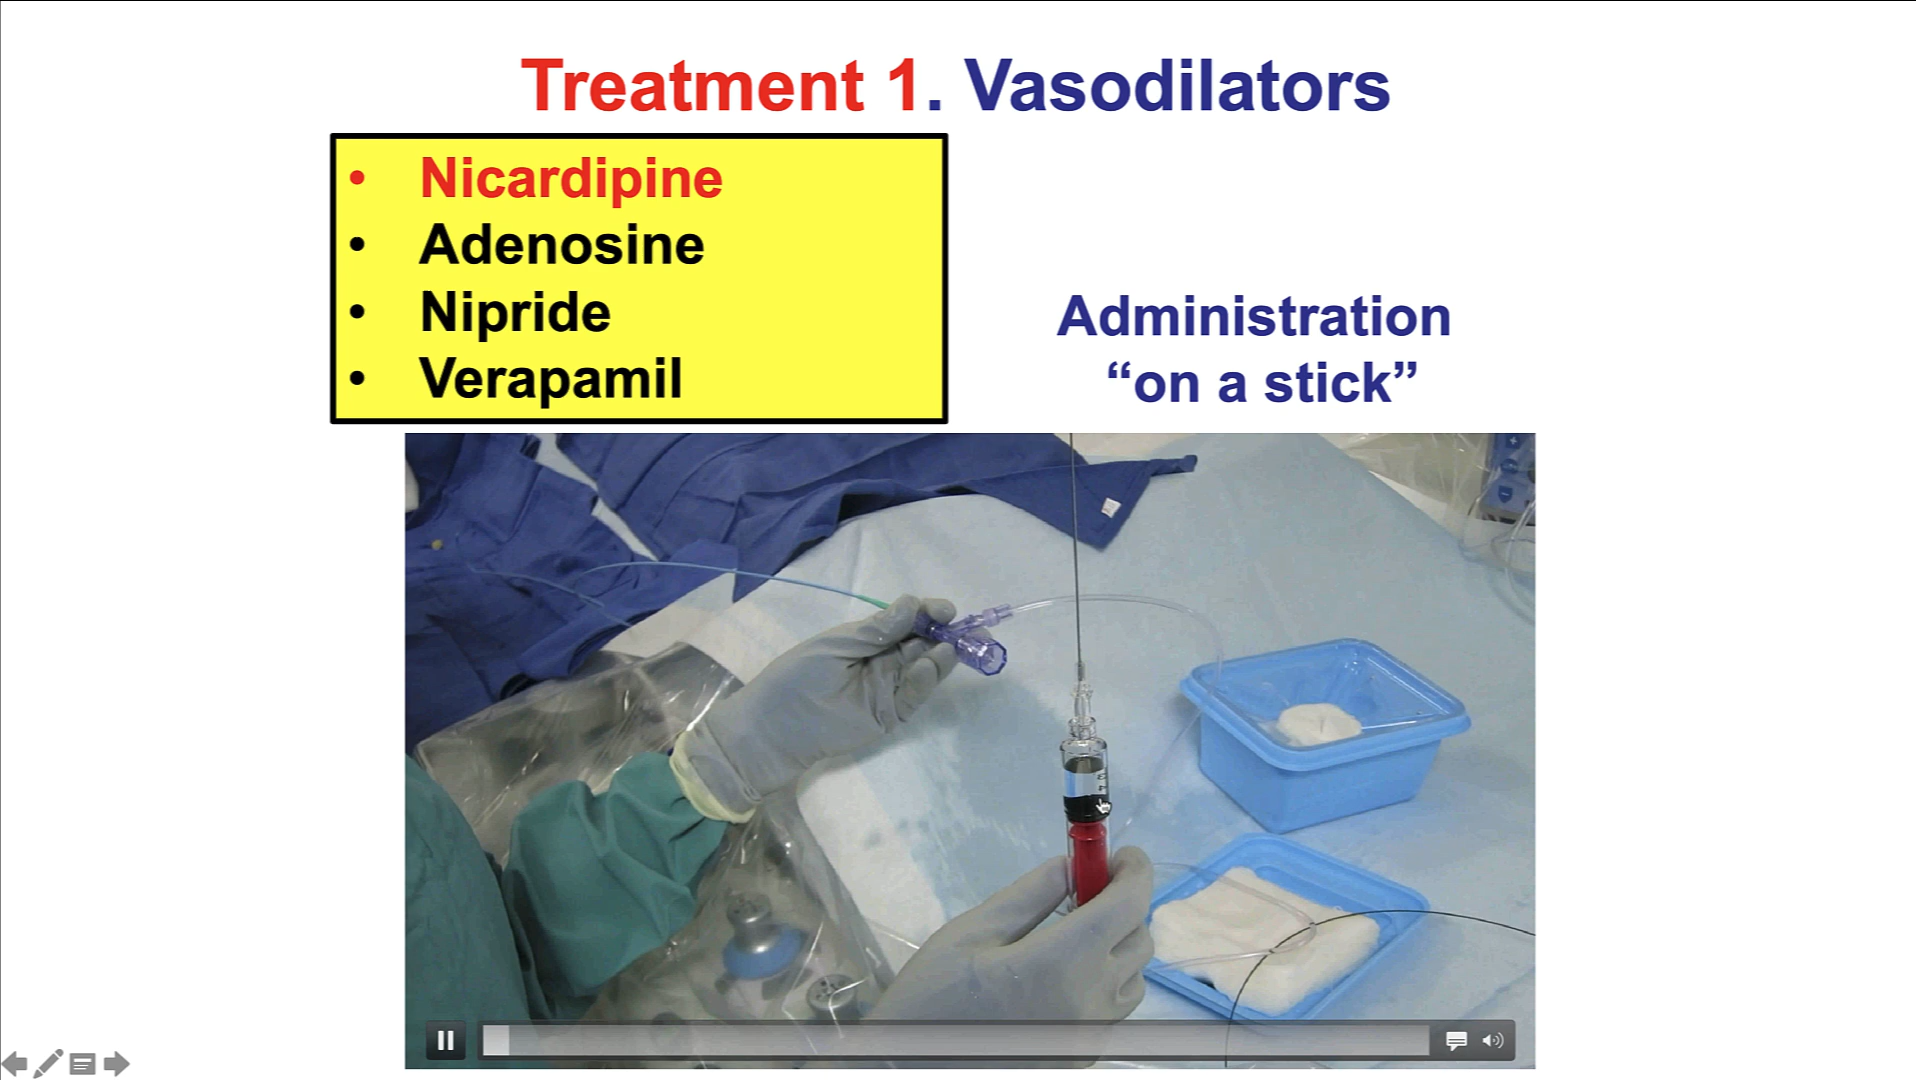 Treatment 1. Vasodilators
• Nicardipine
• Adenosine
• Nipride
• Verapamil
Administration
“on a stick”